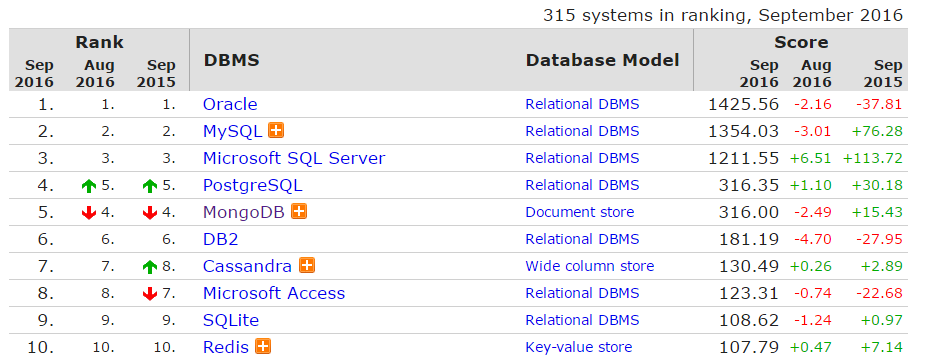 315 systems in ranking, September 2016
Rank DBMS Database Model Score
Sep 2016 Aug 2016 Sep 2015 Sep 2016 Aug 2016 Sep 2015
1. 1. 1. Oracle Relational DBMS 1425.56 -2.16 -37.81
2. 2. 2. MySQL Relational DBMS 1354.03 -3.01 +76.28
3. 3. 3. Microsoft SQL Server Relational DBMS 1211.55 +6.51 +113.72
4. 5. 5. PostgreSQL Relational DBMS 316.35 +1.10 +30.18
5. 4. 4. MongoDB Document store 316.00 -2.49 +15.43
6. 6. 6. DB2 Relational DBMS 181.19 -4.70 -27.95
7. 7. 8. Cassandra Wide column store 130.49 +0.26 +2.89
8. 8. 7. Microsoft Access Relational DBMS 123.31 -0.74 -22.68
9. 9. 9. SQLite Relational DBMS 108.62 -1.24 +0.97
10. 10. 10. Redis Key-value store 107.79 +0.47 +7.14